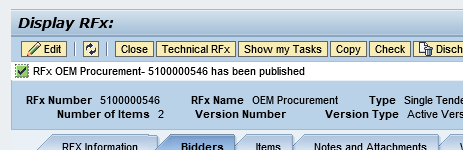 Display RFx:
Edit Close Technical RFx Show my Tasks Copy Check Disch
RFx OEM Procurement- 5100000546 has been published
RFx Number 5100000546 RFx Name OEM Procurement Type Single Tende
Number of Items 2 Version Number Version Type Active Vers
RFX Information Bidders Items Notes and Attachments